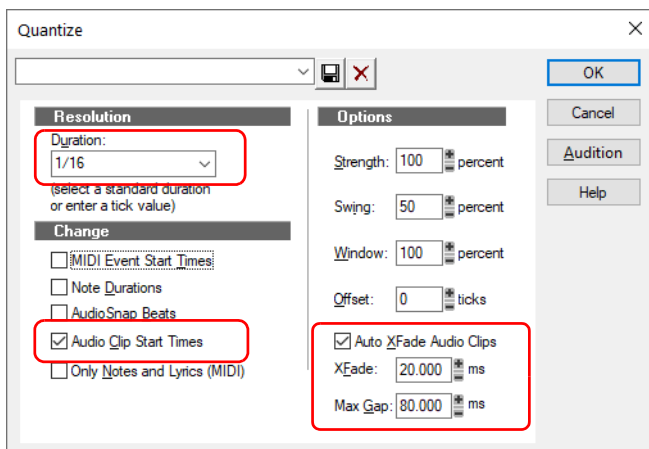 Quantize
OK
Resolution
Options
Cancel
Duration:
1/16
Strength: 100 percent
Audition
(select a standard duration
or enter a tick value)
Swing: 50 percent
Help
Change
MIDI Event Start Times
Window: 100 percent
Note Durations
Offset: 0 ticks
AudioSnap Beats
Audio Clip Start Times
Auto XFade Audio Clips
Only Notes and Lyrics (MIDI)
XFade: 20.000 ms
Max Gap: 80.000 ms